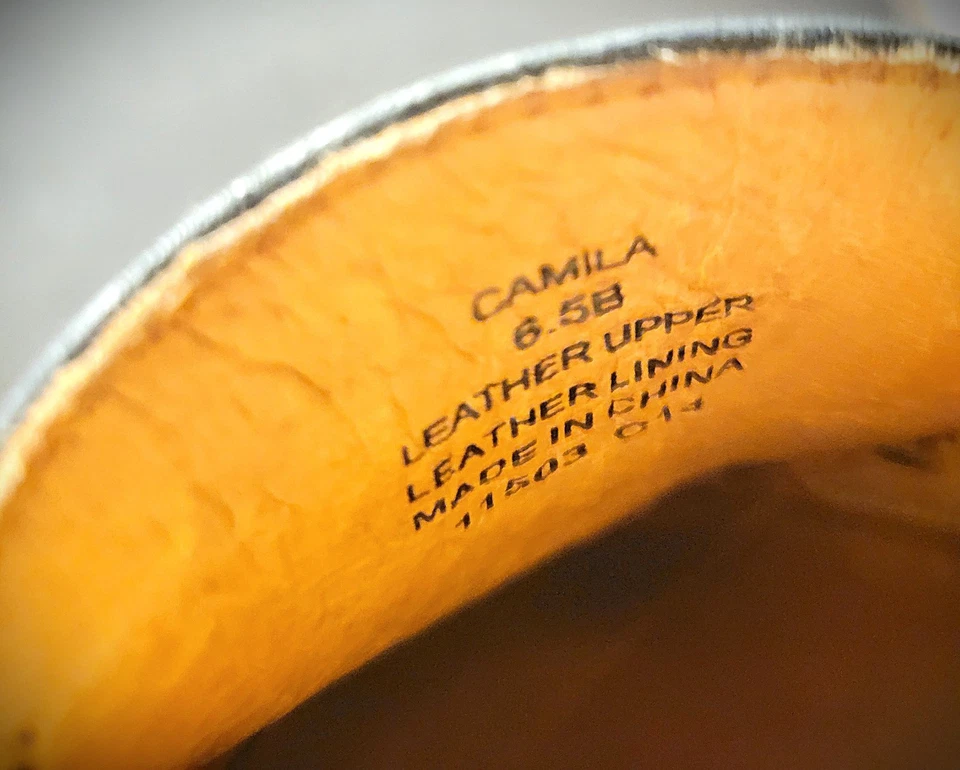 CAMILA
6.5B
LEATHER UPPER
LEATHER LINING
MADE IN CHINA
11503 C14